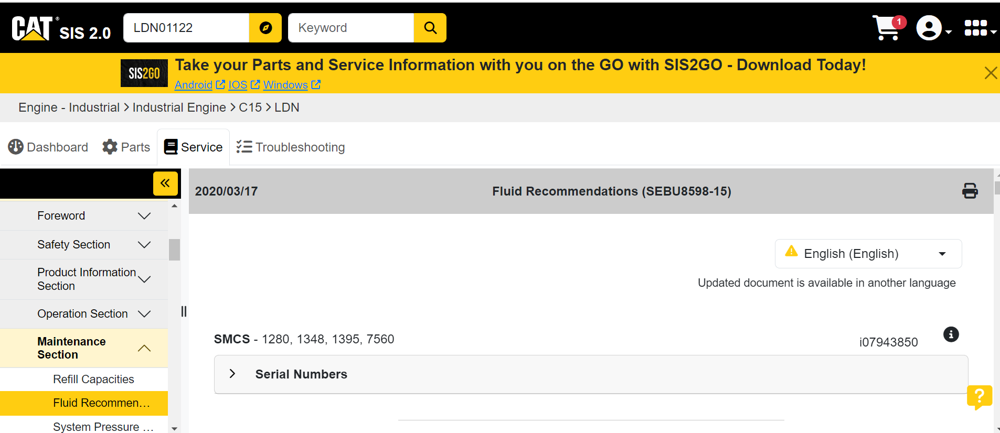 CAT ® SIS 2.0
LDN01122
Keyword
1
SIS2GO
Take your Parts and Service Information with you on the GO with SIS2GO - Download Today!
Android IOS Windows
Engine - Industrial > Industrial Engine > C15 > LDN
Dashboard Parts Service Troubleshooting
2020/03/17 Fluid Recommendations (SEBU8598-15)
Foreword
Safety Section
Product Information
Section
Operation Section
Maintenance
Section
Refill Capacities
Fluid Recommen...
System Pressure ...
English (English)
Updated document is available in another language
SMCS - 1280, 1348, 1395, 7560
i07943850
Serial Numbers
?